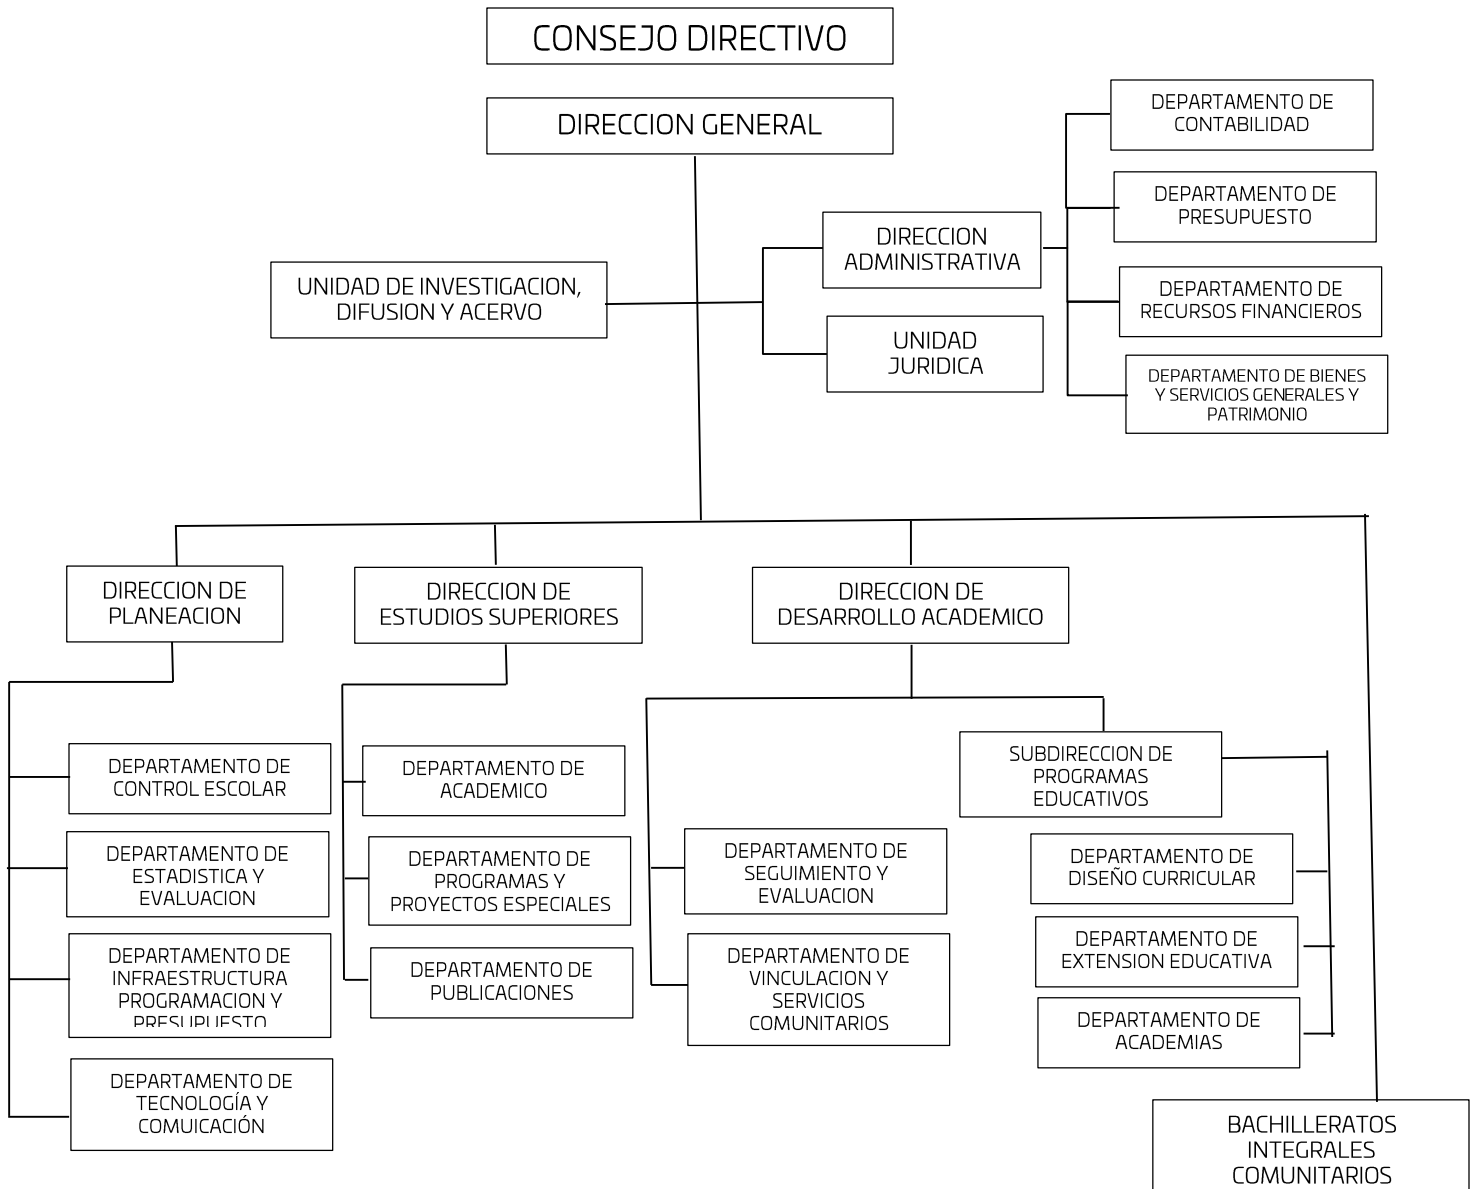 CONSEJO DIRECTIVO
DIRECCION GENERAL
DEPARTAMENTO DE
CONTABILIDAD
DEPARTAMENTO DE
PRESUPUESTO
DIRECCION
ADMINISTRATIVA
UNIDAD DE INVESTIGACION,
DIFUSION Y ACERVO
DEPARTAMENTO DE
RECURSOS FINANCIEROS
UNIDAD
JURIDICA
DEPARTAMENTO DE BIENES
Y SERVICIOS GENERALES Y
PATRIMONIO
DIRECCION DE
PLANEACION
DIRECCION DE
ESTUDIOS SUPERIORES
DIRECCION DE
DESARROLLO ACADEMICO
DEPARTAMENTO DE
CONTROL ESCOLAR
DEPARTAMENTO DE
ESTADISTICA Y
EVALUACION
DEPARTAMENTO DE
INFRAESTRUCTURA
PROGRAMACION Y
PRESUPUESTO
DEPARTAMENTO DE
TECNOLOGÍA Y
COMUICACIÓN
DEPARTAMENTO DE
ACADEMICO
DEPARTAMENTO DE
PROGRAMAS Y
PROYECTOS ESPECIALES
DEPARTAMENTO DE
PUBLICACIONES
DEPARTAMENTO DE
SEGUIMIENTO Y
EVALUACION
DEPARTAMENTO DE
VINCULACION Y
SERVICIOS
COMUNITARIOS
SUBDIRECCION DE
PROGRAMAS
EDUCATIVOS
DEPARTAMENTO DE
DISEÑO CURRICULAR
DEPARTAMENTO DE
EXTENSION EDUCATIVA
DEPARTAMENTO DE
ACADEMIAS
BACHILLERATOS
INTEGRALES
COMUNITARIOS